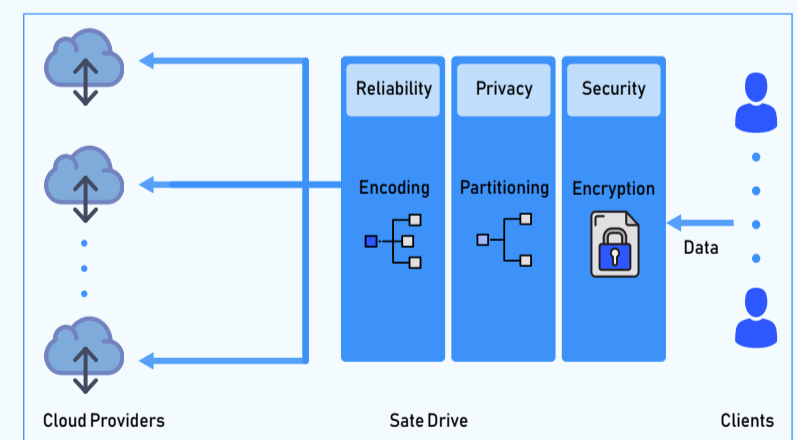 Reliability
Privacy
Security
Encoding
Partitioning
Encryption
Data
Cloud Providers
Sate Drive
Clients